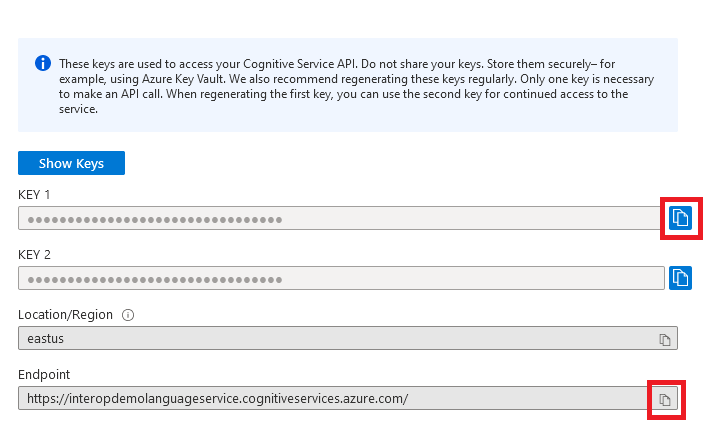 These keys are used to access your Cognitive Service API. Do not share your keys. Store them securely– for
example, using Azure Key Vault. We also recommend regenerating these keys regularly. Only one key is necessary
to make an API call. When regenerating the first key, you can use the second key for continued access to the
service.
Show Keys
KEY 1
●●●●●●●●●●●●●●●●●●●●●●●●●●●●●●●●
KEY 2
●●●●●●●●●●●●●●●●●●●●●●●●●●●●●●●●
Location/Region
eastus
Endpoint
https://interopdemolanguageservice.cognitiveservices.azure.com/